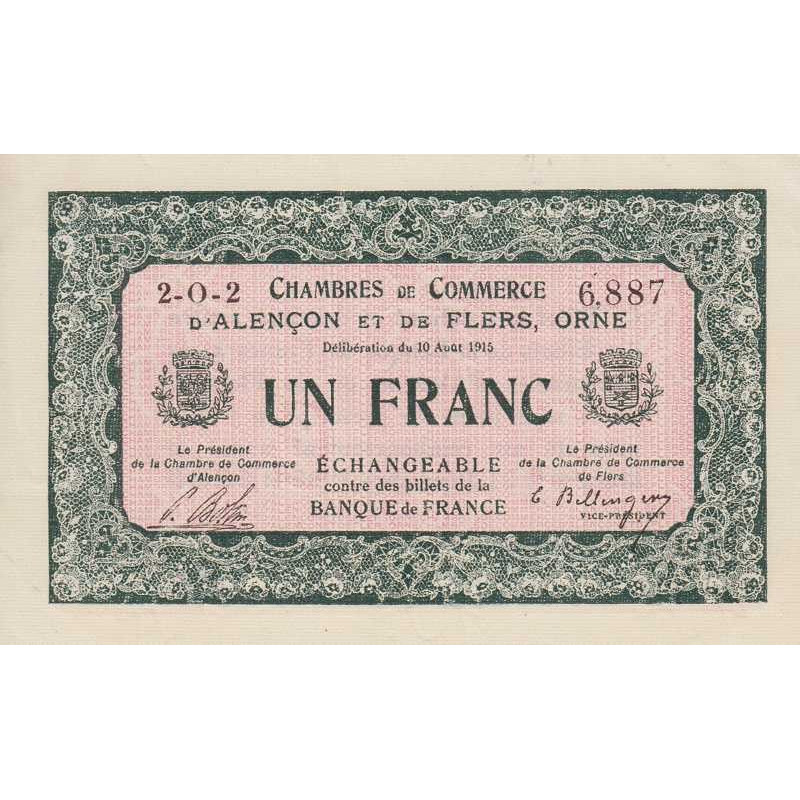 2-O-2 CHAMBRES DE COMMERCE 6.887
D'ALENÇON ET DE FLERS, ORNE
Délibération du 10 Août 1915
UN FRANC
Le Président
de la Chambre de Commerce
d'Alençon
ÉCHANGEABLE
contre des billets de la
BANQUE de FRANCE
Le Président
de la Chambre de Commerce
de Flers
VICE-PRÉSIDENT